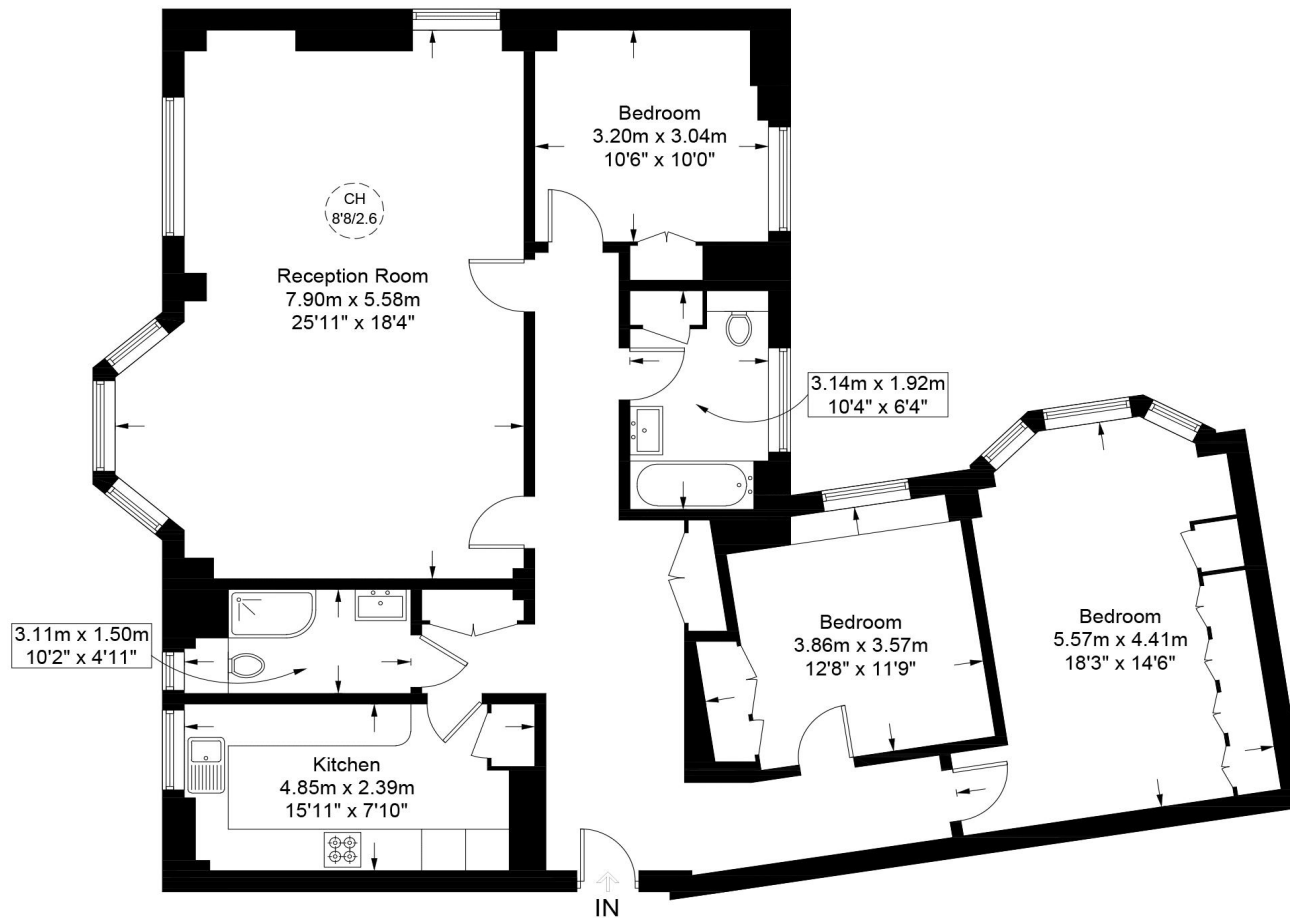 Bedroom
3.20m x 3.04m
10'6" x 10'0"
CH
8'8/2.6
Reception Room
7.90m x 5.58m
25'11" x 18'4"
3.14m x 1.92m
10'4" x 6'4"
3.11m x 1.50m
10'2" x 4'11"
Bedroom
3.86m x 3.57m
12'8" x 11'9"
Bedroom
5.57m x 4.41m
18'3" x 14'6"
Kitchen
4.85m x 2.39m
15'11" x 7'10"
IN